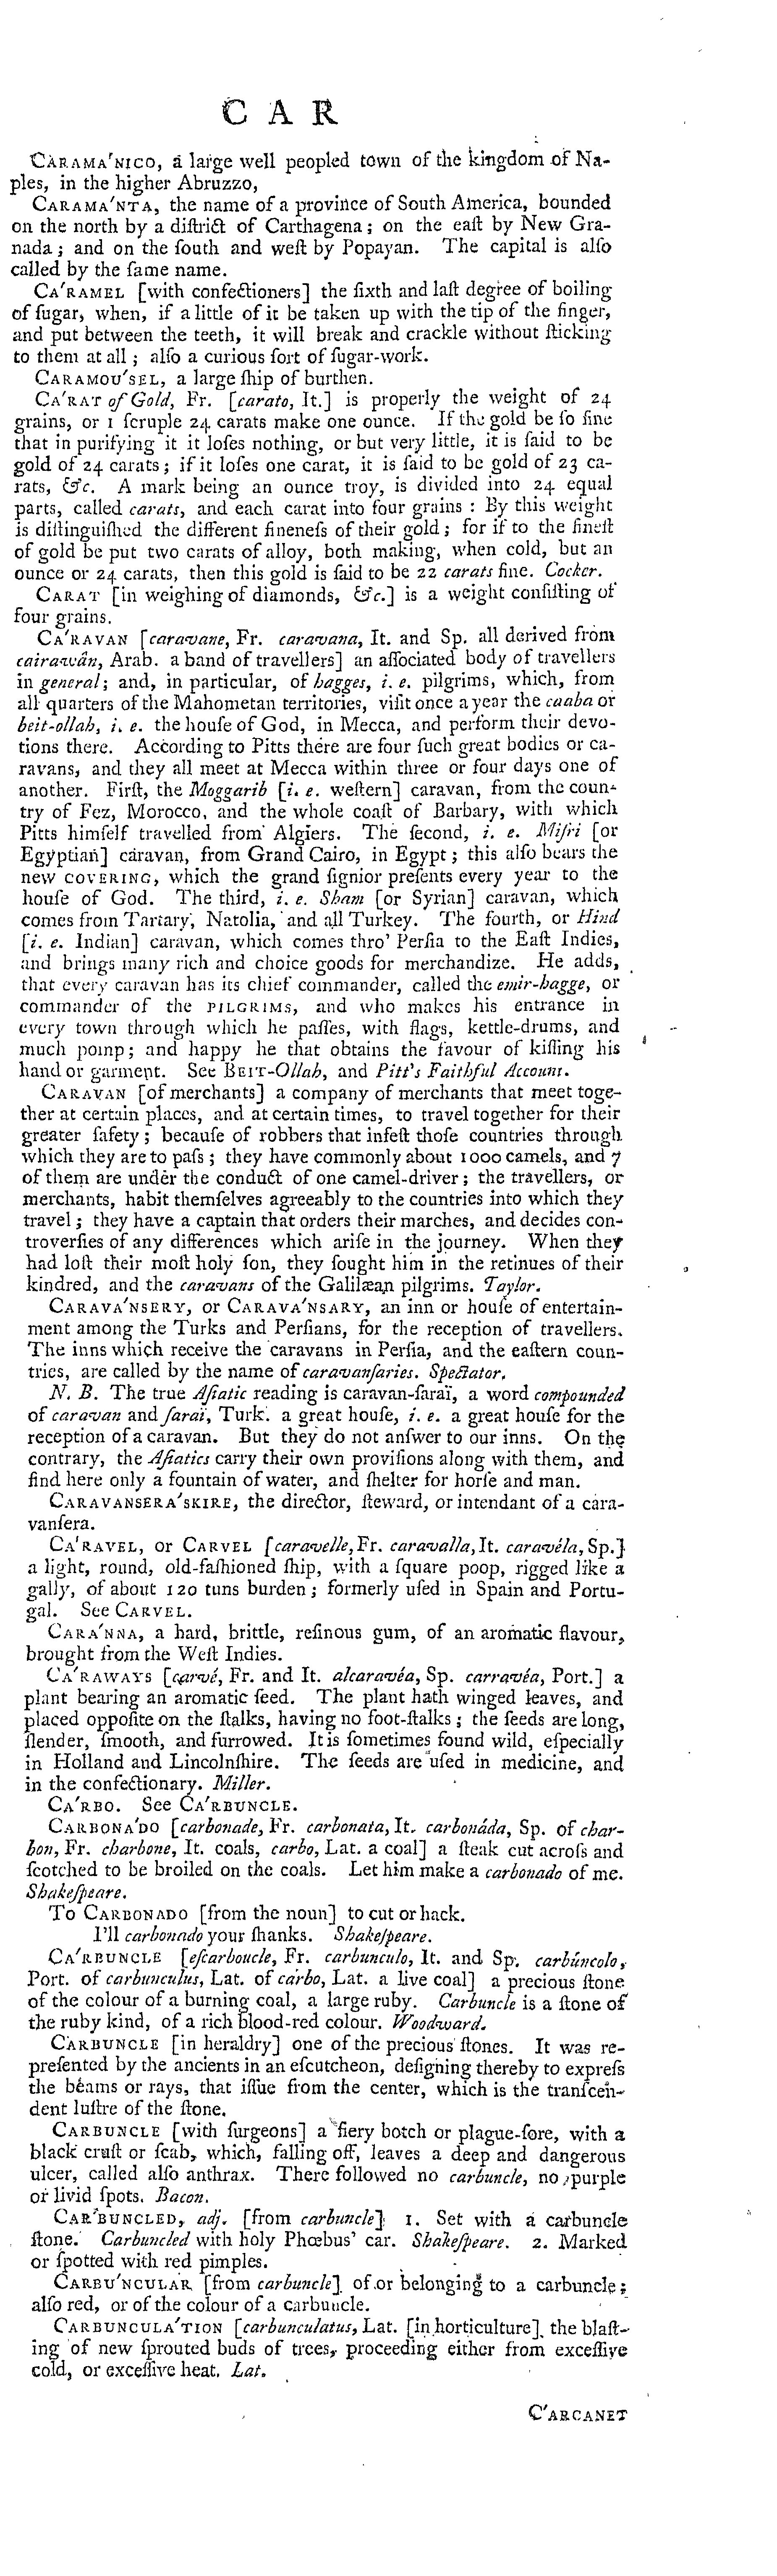 C A R
CARAMA'NICO, a large well peopled town of the kingdom of Na-
ples, in the higher Abruzzo,
CARAMA'NTA, the name of a province of South America, bounded
on the north by a diſtrict of Carthagena; on the eaſt by New Gra-
nada; and on the ſouth and weſt by Popayan. The capital is alſo
called by the ſame name.
CA'RAMEL [with confectioners] the ſixth and laſt degree of boiling
of ſugar, when, if a little of it be taken up with the tip of the finger,
and put between the teeth, it will break and crackle without ſticking
to them at all; alſo a curious ſort of ſugar-work.
CARAMOU'SEL, a large ſhip of burthen.
CA'RAT of Gold, Fr. [carato, It.] is properly the weight of 24
grains, or 1 ſcruple 24 carats make one ounce. If the gold be ſo fine
that in purifying it it loſes nothing, or but very little, it is ſaid to be
gold of 24 carats; if it loſes one carat, it is ſaid to be gold of 23 ca-
rats, &c. A mark being an ounce troy, is divided into 24 equal
parts, called carats, and each carat into four grains: By this weight
is diſtinguiſhed the different fineneſs of their gold; for if to the fineſt
of gold be put two carats of alloy, both making, when cold, but an
ounce or 24 carats, then this gold is ſaid to be 22 carats fine. Cocker.
CARAT [in weighing of diamonds, &c.] is a weight conſiſting of
four grains.
CA'RAVAN [caravane, Fr. caravana, It. and Sp. all derived from
cairawân, Arab. a band of travellers] an aſſociated body of travellers
in general; and, in particular, of hagges, i. e. pilgrims, which, from
all quarters of the Mahometan territories, viſit once a year the caaba or
beit-ollah, i. e. the houſe of God, in Mecca, and perform their devo-
tions there. According to Pitts there are four ſuch great bodies or ca-
ravans, and they all meet at Mecca within three or four days one of
another. Firſt, the Moggarib [i. e. weſtern] caravan, from the coun-
try of Fez, Morocco, and the whole coaſt of Barbary, with which
Pitts himſelf travelled from Algiers. The ſecond, i. e. Miſri [or
Egyptian] caravan, from Grand Cairo, in Egypt; this alſo bears the
new COVERING, which the grand ſignior preſents every year to the
houſe of God. The third, i. e. Sham [or Syrian] caravan, which
comes from Tartary, Natolia, and all Turkey. The fourth, or Hind
[i. e. Indian] caravan, which comes thro' Perſia to the Eaſt Indies,
and brings many rich and choice goods for merchandize. He adds,
that every caravan has its chief commander, called the emir-hagge, or
commander of the PILGRIMS, and who makes his entrance in
every town through which he paſſes, with flags, kettle-drums, and
much pomp; and happy he that obtains the favour of kiſſing his
hand or garment. See BEIT-Ollah, and Pitt's Faithful Account.
CARAVAN [of merchants] a company of merchants that meet toge-
ther at certain places, and at certain times, to travel together for their
greater ſafety; becauſe of robbers that infeſt thoſe countries through
which they are to paſs; they have commonly about 1000 camels, and 7
of them are under the conduct of one camel-driver; the travellers, or
merchants, habit themſelves agreeably to the countries into which they
travel; they have a captain that orders their marches, and decides con-
troverſies of any differences which ariſe in the journey. When they
had loſt their moſt holy ſon, they ſought him in the retinues of their
kindred, and the caravans of the Galilæan pilgrims. Taylor.
CARAVA'NSERY, or CARAVA'NSARY, an inn or houſe of entertain-
ment among the Turks and Perſians, for the reception of travellers.
The inns which receive the caravans in Perſia, and the eaſtern coun-
tries, are called by the name of caravanſaries. Spectator.
N. B. The true Aſiatic reading is caravan-ſaraï, a word compounded
of caravan and ſaraï, Turk. a great houſe, i. e. a great houſe for the
reception of a caravan. But they do not anſwer to our inns. On the
contrary, the Aſiatics carry their own proviſions along with them, and
find here only a fountain of water, and ſhelter for horſe and man.
CARAVANSERA'SKIRE, the director, ſteward, or intendant of a cara-
vanſera.
CA'RAVEL, or CARVEL [caravelle, Fr. caravalla, It. caravéla, Sp.]
a light, round, old-faſhioned ſhip, with a ſquare poop, rigged like a
gally, of about 120 tuns burden; formerly uſed in Spain and Portu-
gal. See CARVEL.
CARA'NNA, a hard, brittle, reſinous gum, of an aromatic flavour,
brought from the Weſt Indies.
CA'RAWAYS [carvé, Fr. and It. alcaravéa, Sp. carravéa, Port.] a
plant bearing an aromatic ſeed. The plant hath winged leaves, and
placed oppoſite on the ſtalks, having no foot-ſtalks; the ſeeds are long,
ſlender, ſmooth, and furrowed. It is ſometimes found wild, eſpecially
in Holland and Lincolnſhire. The ſeeds are uſed in medicine, and
in the confectionary. Miller.
CA'RBO. See CA'RBUNCLE.
CARBONA'DO [carbonade, Fr. carbonata, It. carbonáda, Sp. of char-
bon, Fr. charbone, It. coals, carbo, Lat. a coal] a ſteak cut acroſs and
ſcotched to be broiled on the coals. Let him make a carbonado of me.
Shakeſpeare.
To CARBONADO [from the noun] to cut or hack.
I'll carbonado your ſhanks. Shakeſpeare.
CA'RBUNCLE [eſcarboucle, Fr. carbunculo, It. and Sp. carbúncolo,
Port. of carbunculus, Lat. of carbo, Lat. a live coal] a precious ſtone
of the colour of a burning coal, a large ruby. Carbuncle is a ſtone of
the ruby kind, of a rich blood-red colour. Woodward.
CARBUNCLE [in heraldry] one of the precious ſtones. It was re-
preſented by the ancients in an eſcutcheon, deſigning thereby to expreſs
the beams or rays, that iſſue from the center, which is the tranſcen-
dent luſtre of the ſtone.
CARBUNCLE [with ſurgeons] a fiery botch or plague-ſore, with a
black cruſt or ſcab, which, falling off, leaves a deep and dangerous
ulcer, called alſo anthrax. There followed no carbuncle, no purple
or livid ſpots. Bacon.
CAR'BUNCLED, adj. [from carbuncle] 1. Set with a carbuncle
ſtone. Carbuncled with holy Phœbus' car. Shakeſpeare. 2. Marked
or ſpotted with red pimples.
CARBU'NCULAR [from carbuncle] of or belonging to a carbuncle;
alſo red, or of the colour of a carbuncle.
CARBUNCULA'TION [carbunculatus, Lat. [in horticulture] the blaſt-
ing of new ſprouted buds of trees, proceeding either from exceſſive
cold, or exceſſive heat. Lat.
C'ARCANET